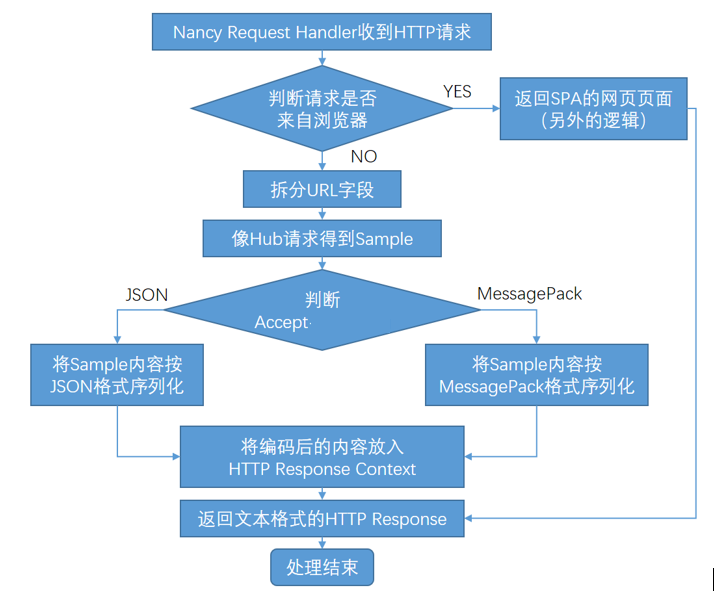 Nancy Request Handler收到HTTP请求
判断请求是否
来自浏览器
YES
返回SPA的网页页面
（另外的逻辑）
NO
拆分URL字段
像Hub请求得到Sample
JSON
判断
Accept
MessagePack
将Sample内容按
JSON格式序列化
将Sample内容按
MessagePack格式序列化
将编码后的内容放入
HTTP Response Context
返回文本格式的HTTP Response
处理结束